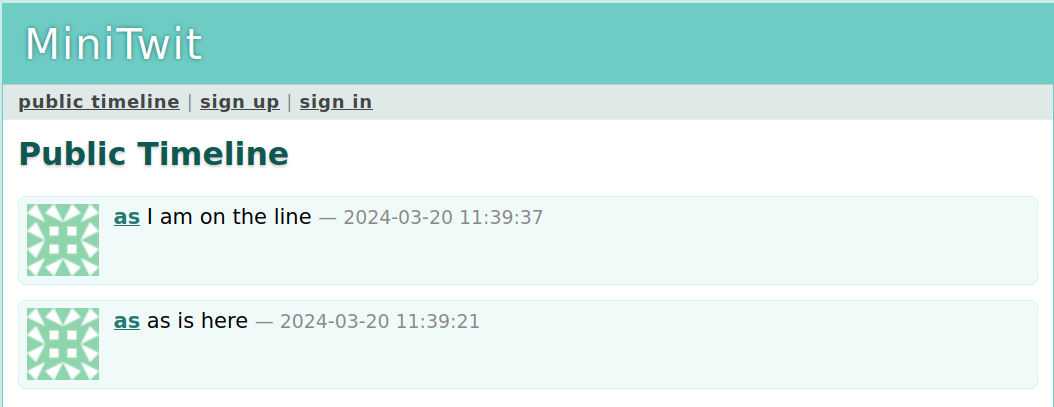 MiniTwit
public timeline | sign up | sign in
Public Timeline
as I am on the line — 2024-03-20 11:39:37
as as is here — 2024-03-20 11:39:21